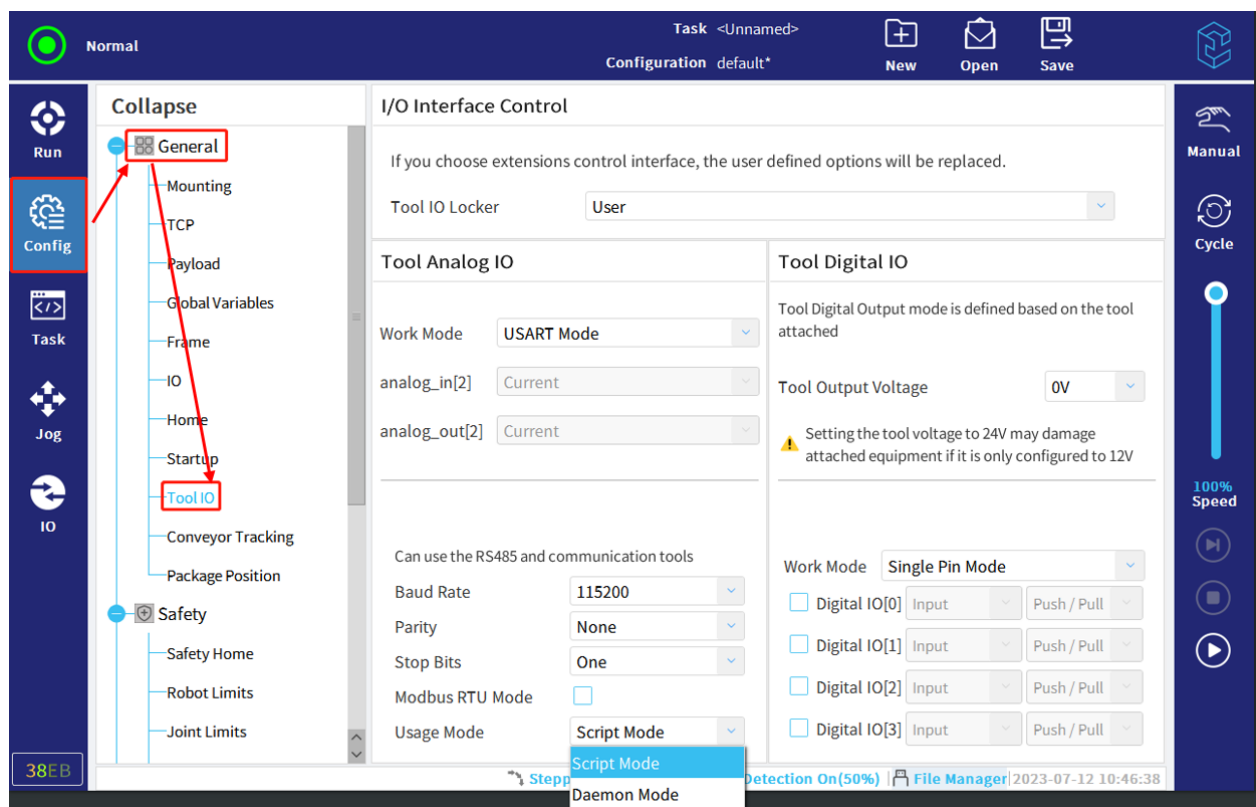 Normal
Task <Unnamed>
Configuration default*
New
Open
Save
Run
Config
Task
Jog
IO
38EB
Collapse
General
Mounting
TCP
Payload
Global Variables
Frame
IO
Home
Startup
Tool IO
Conveyor Tracking
Package Position
Safety
Safety Home
Robot Limits
Joint Limits
I/O Interface Control
If you choose extensions control interface, the user defined options will be replaced.
Tool IO Locker User
Tool Analog IO
Work Mode USART Mode
analog_in[2] Current
analog_out[2] Current
Can use the RS485 and communication tools
Baud Rate 115200
Parity None
Stop Bits One
Modbus RTU Mode
Usage Mode Script Mode
Script Mode
Daemon Mode
Tool Digital IO
Tool Digital Output mode is defined based on the tool
attached
Tool Output Voltage 0V
Setting the tool voltage to 24V may damage
attached equipment if it is only configured to 12V
Work Mode Single Pin Mode
Digital IO[0] Input Push / Pull
Digital IO[1] Input Push / Pull
Digital IO[2] Input Push / Pull
Digital IO[3] Input Push / Pull
Manual
Cycle
100%
Speed
Detection On(50%) File Manager 2023-07-12 10:46:38